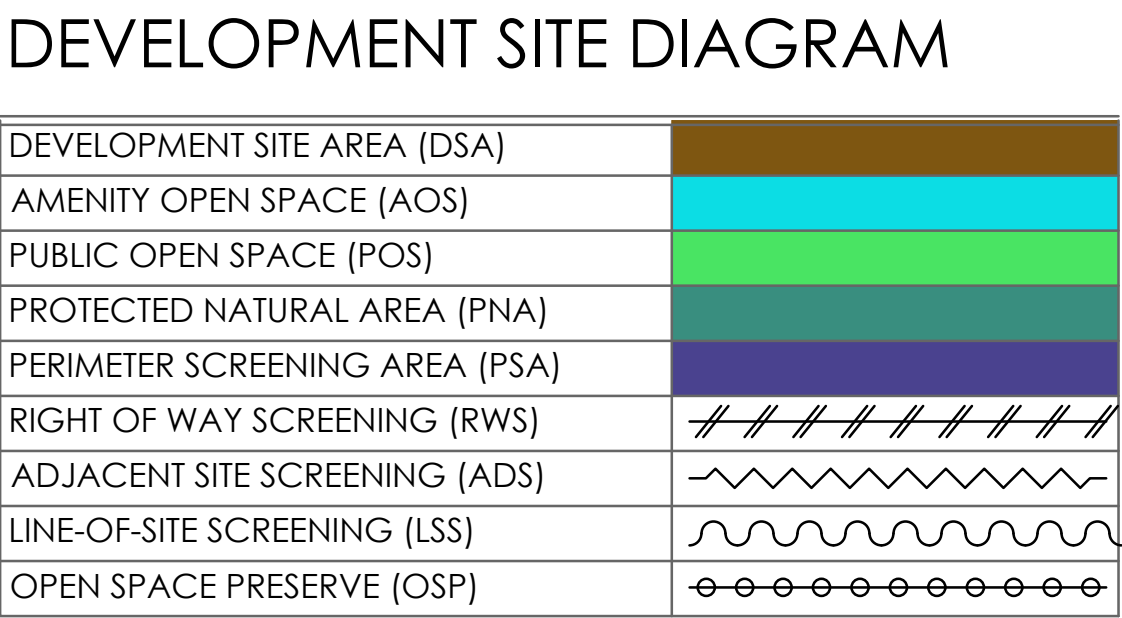 DEVELOPMENT SITE DIAGRAM
DEVELOPMENT SITE AREA (DSA)
AMENITY OPEN SPACE (AOS)
PUBLIC OPEN SPACE (POS)
PROTECTED NATURAL AREA (PNA)
PERIMETER SCREENING AREA (PSA)
RIGHT OF WAY SCREENING (RWS)
ADJACENT SITE SCREENING (ADS)
LINE-OF-SITE SCREENING (LSS)
OPEN SPACE PRESERVE (OSP)